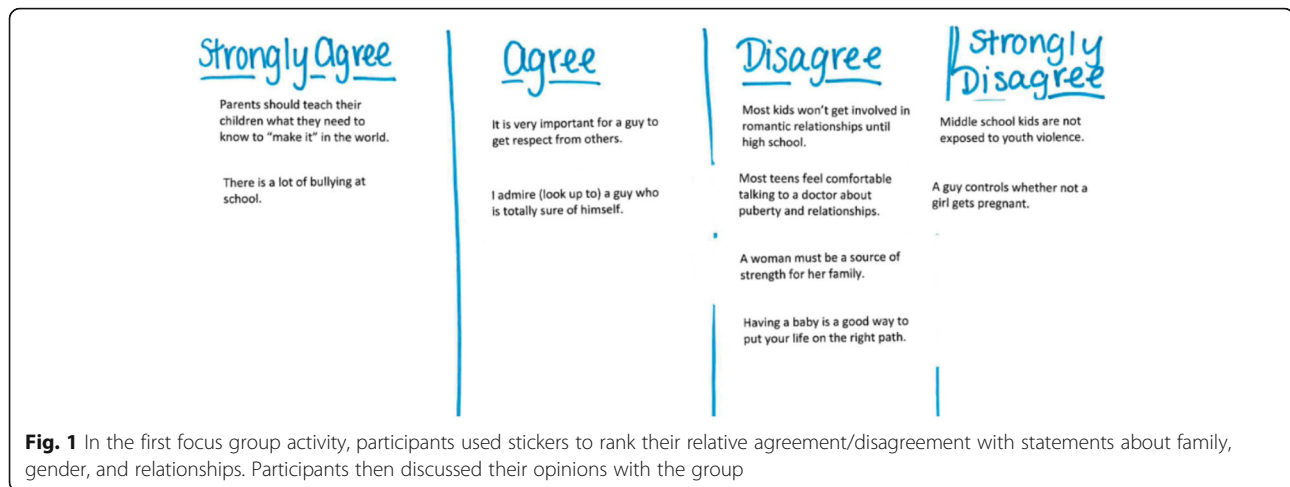 Strongly Agree
Parents should teach their
children what they need to
know to "make it" in the world.
There is a lot of bullying at
school.
Agree
It is very important for a guy to
get respect from others.
I admire (look up to) a guy who
is totally sure of himself.
Disagree
Most kids won't get involved in
romantic relationships until
high school.
Most teens feel comfortable
talking to a doctor about
puberty and relationships.
A woman must be a source of
strength for her family.
Having a baby is a good way to
put your life on the right path.
Strongly
Disagree
Middle school kids are not
exposed to youth violence.
A guy controls whether not a
girl gets pregnant.
Fig. 1 In the first focus group activity, participants used stickers to rank their relative agreement/disagreement with statements about family,
gender, and relationships. Participants then discussed their opinions with the group